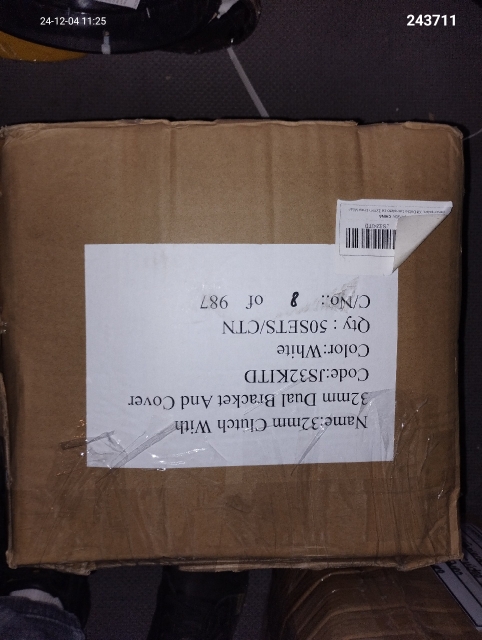 24-12-04 11:25
243711
Name:32mm Clutch With
32mm Dual Bracket And Cover
Code:JS32KITD
Color:White
Qty : 50SETS/CTN
C/No.: 8 of 987
JS32KITD